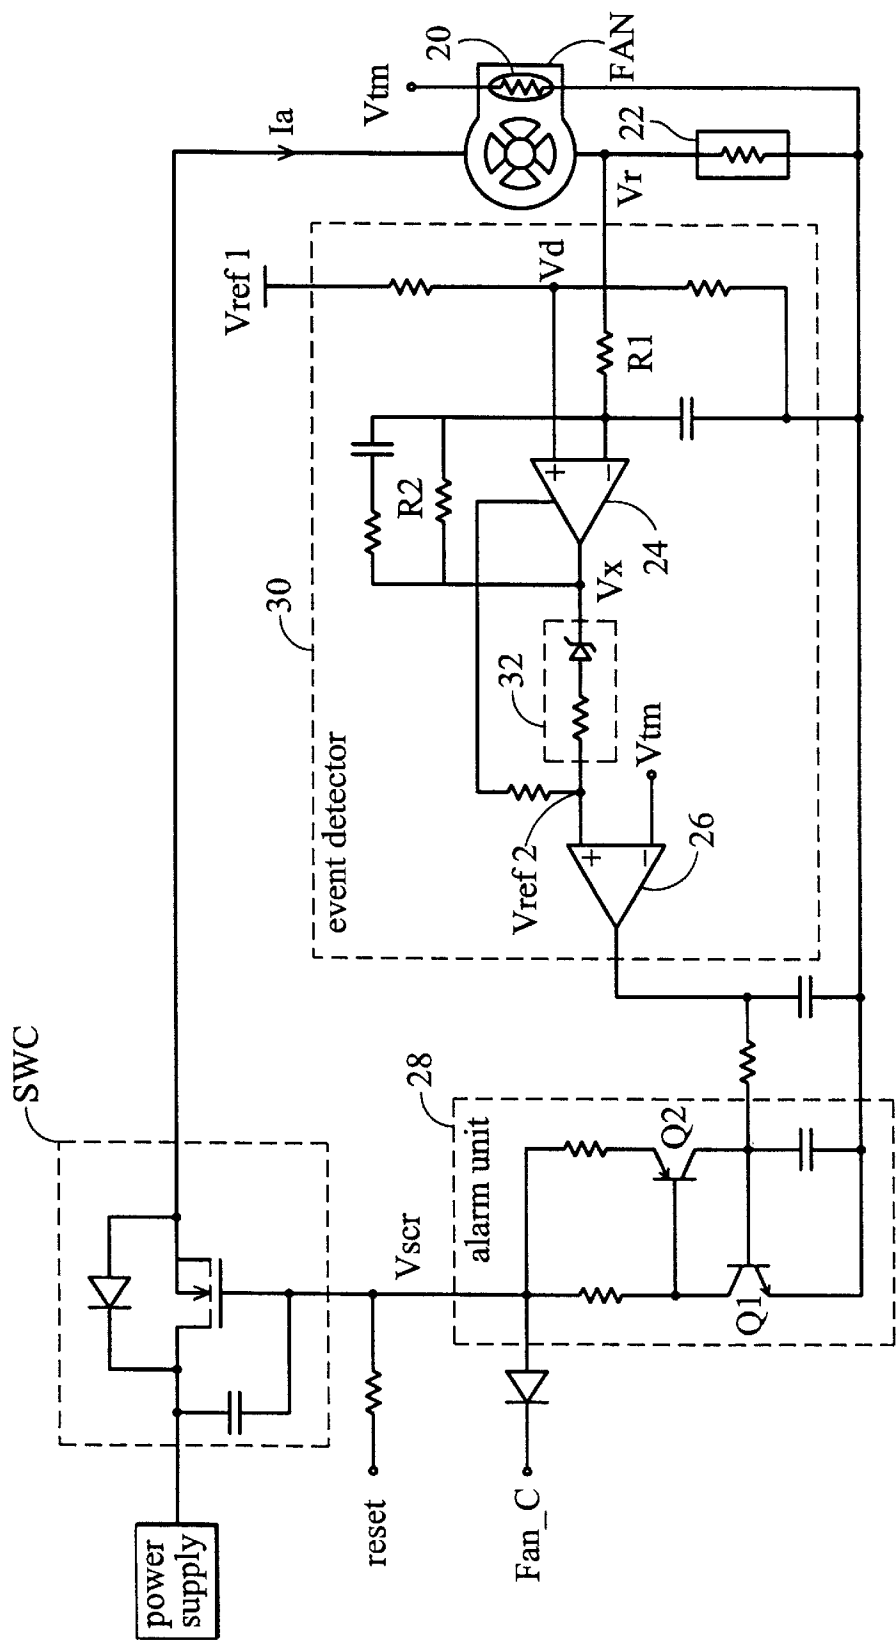 power
supply
SWC
Ia
Vtm
20
FAN
22
Vr
reset
Vscr
Fan_C
alarm unit
28
Q1
Q2
event detector
30
Vref 1
Vd
R1
R2
+
−
24
Vx
32
Vtm
Vref 2
+
−
26